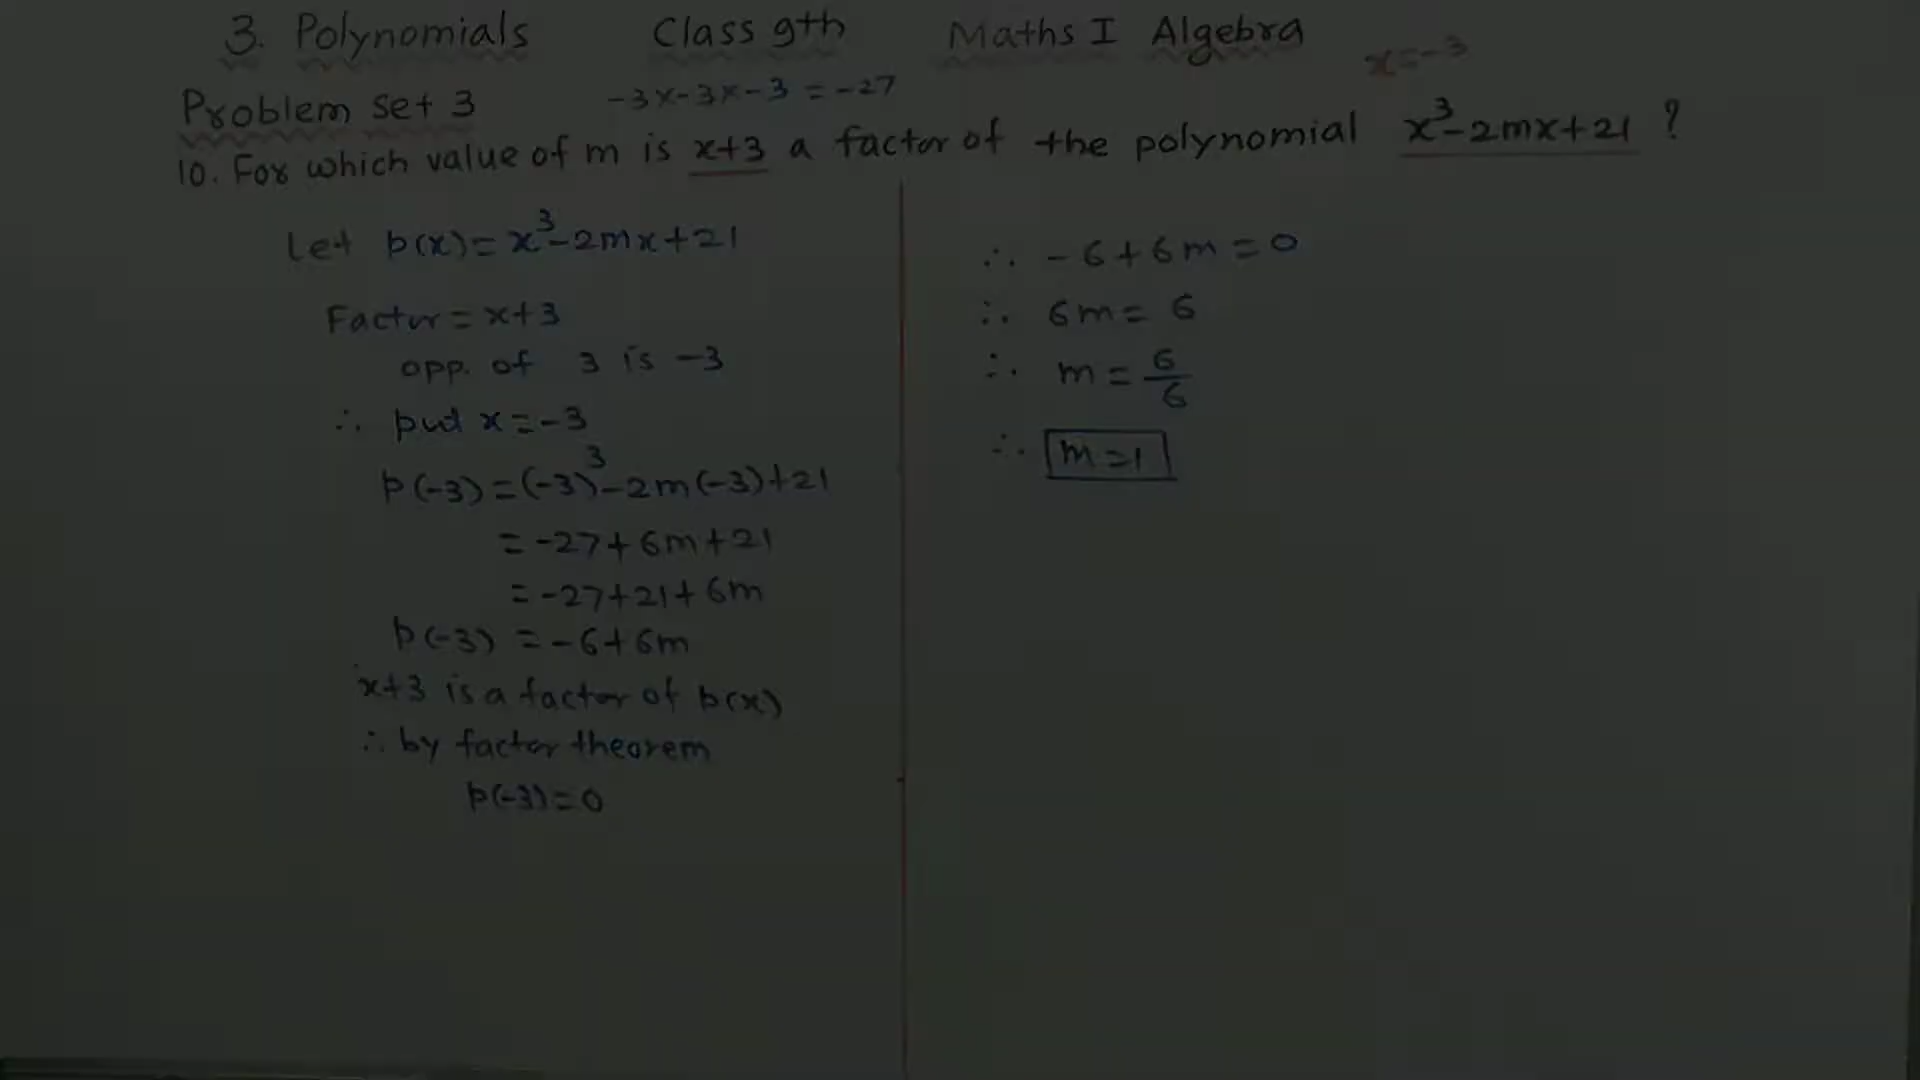 3. Polynomials Class 9th Maths I Algebra
x=-3
Problem set 3 -3x-3x-3=-27
10. For which value of m is x+3 a factor of the polynomial x³-2mx+21 ?
Let p(x)=x³-2mx+21
Factor=x+3
opp. of 3 is -3
∴ put x=-3
p(-3)=(-3)³-2m(-3)+21
=-27+6m+21
=-27+21+6m
p(-3) =-6+6m
x+3 is a factor of p(x)
∴ by factor theorem
p(-3)=0
∴ -6+6m=0
∴ 6m= 6
∴ m=6/6
∴ m=1